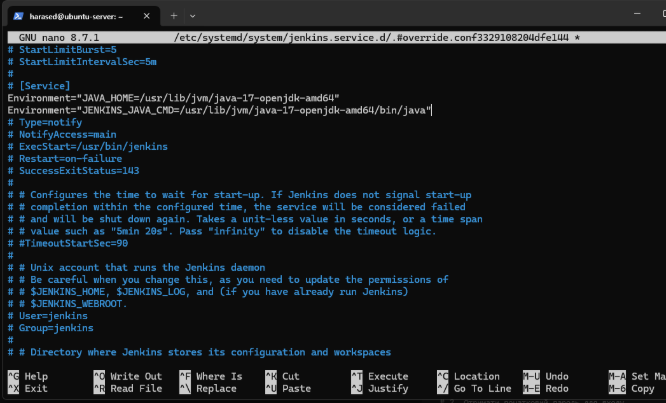 harased@ubuntu-server: ~
GNU nano 8.7.1 /etc/systemd/system/jenkins.service.d/.#override.conf3329108204dfe144 *
# StartLimitBurst=5
# StartLimitIntervalSec=5m
#
# [Service]
Environment="JAVA_HOME=/usr/lib/jvm/java-17-openjdk-amd64"
Environment="JENKINS_JAVA_CMD=/usr/lib/jvm/java-17-openjdk-amd64/bin/java"
# Type=notify
# NotifyAccess=main
# ExecStart=/usr/bin/jenkins
# Restart=on-failure
# SuccessExitStatus=143
#
# # Configures the time to wait for start-up. If Jenkins does not signal start-up
# # completion within the configured time, the service will be considered failed
# # and will be shut down again. Takes a unit-less value in seconds, or a time span
# # value such as "5min 20s". Pass "infinity" to disable the timeout logic.
# #TimeoutStartSec=90
#
# # Unix account that runs the Jenkins daemon
# # Be careful when you change this, as you need to update the permissions of
# # $JENKINS_HOME, $JENKINS_LOG, and (if you have already run Jenkins)
# # $JENKINS_WEBROOT.
# User=jenkins
# Group=jenkins
#
# # Directory where Jenkins stores its configuration and workspaces
^G Help ^O Write Out ^F Where Is ^K Cut ^T Execute ^C Location M-U Undo M-A Set Ma
^X Exit ^R Read File ^\ Replace ^U Paste ^J Justify ^/ Go To Line M-E Redo M-6 Copy